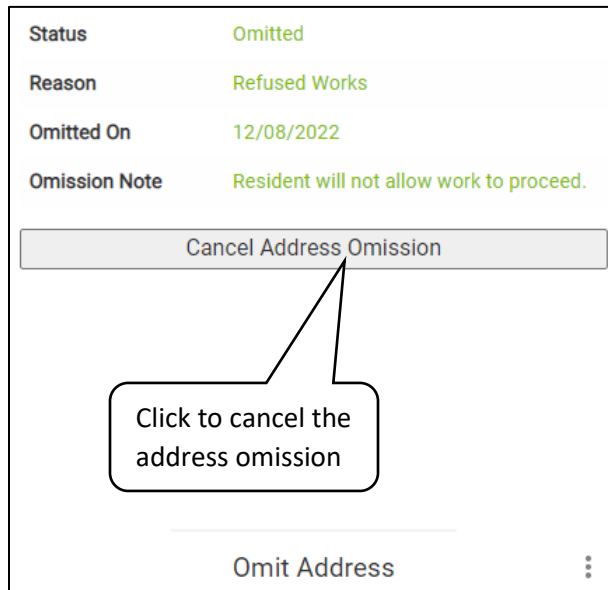 Status Omitted
Reason Refused Works
Omitted On 12/08/2022
Omission Note Resident will not allow work to proceed.
Cancel Address Omission
Click to cancel the
address omission
Omit Address